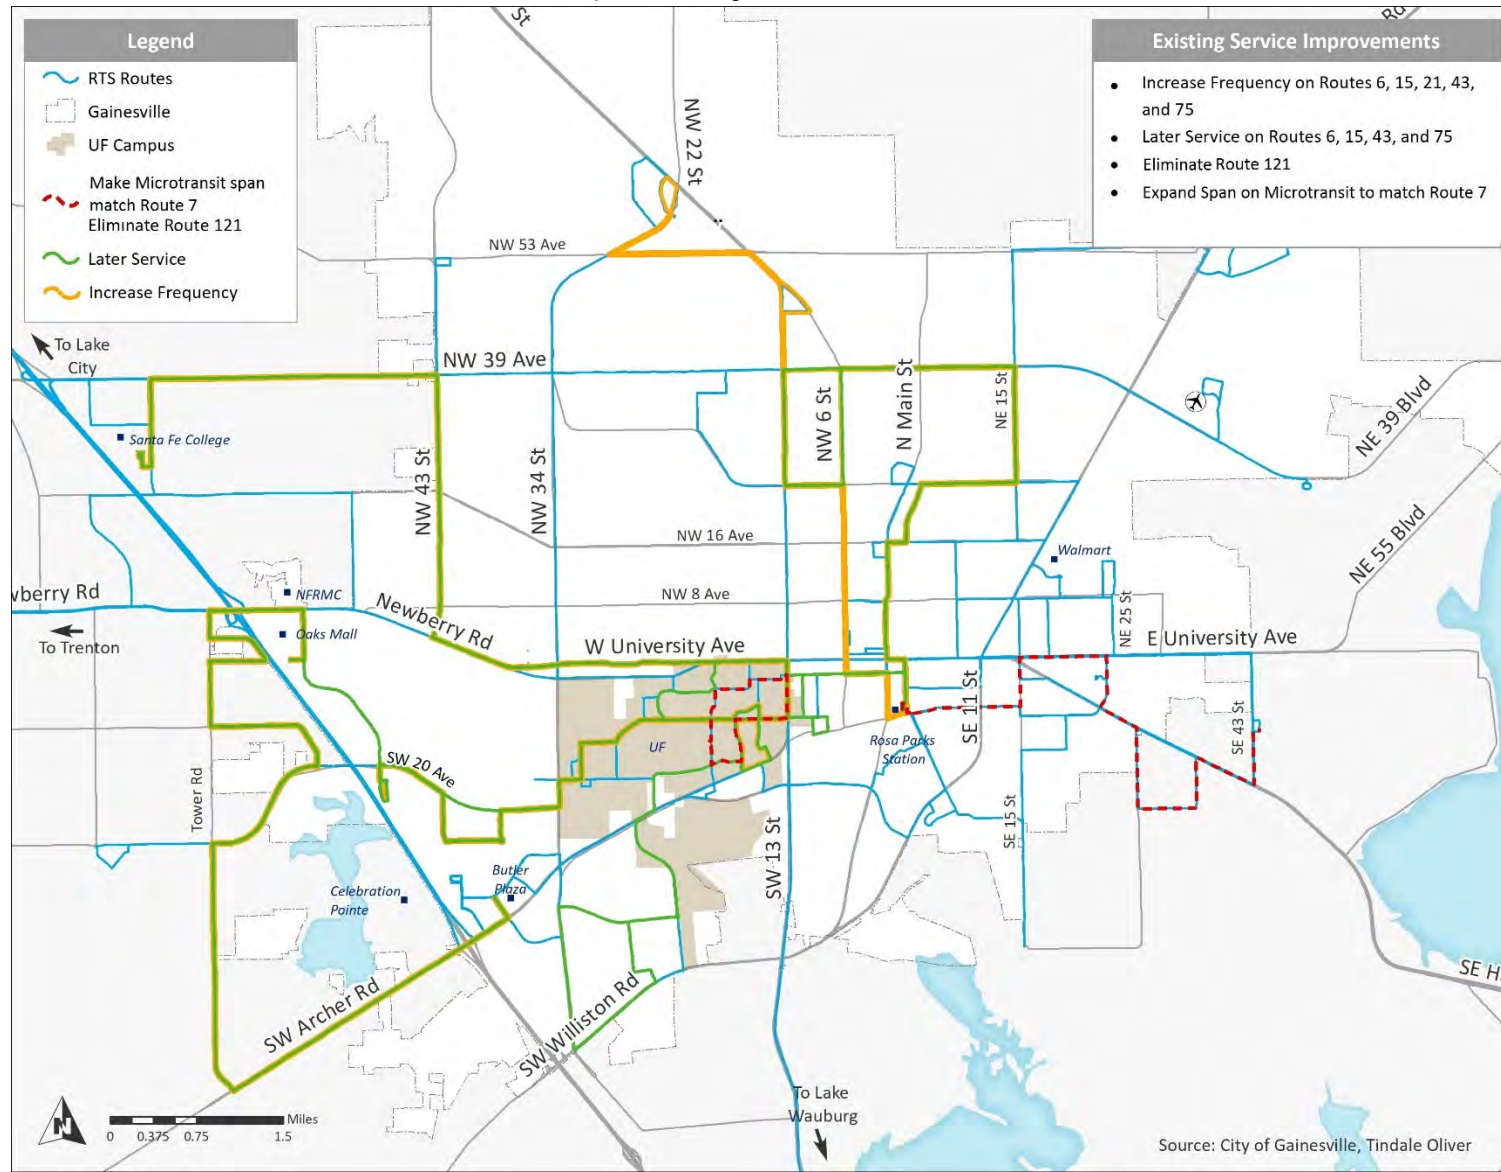 St
Rd
Legend
RTS Routes
Gainesville
UF Campus
Make Microtransit span
match Route 7
Eliminate Route 121
Later Service
Increase Frequency
Existing Service Improvements
• Increase Frequency on Routes 6, 15, 21, 43,
and 75
• Later Service on Routes 6, 15, 43, and 75
• Eliminate Route 121
• Expand Span on Microtransit to match Route 7
NW 22 St
NW 53 Ave
To Lake
City
NW 39 Ave
NW 6 St
N Main St
NE 15 St
NE 39 Blvd
Santa Fe College
NW 43 St
NW 34 St
NW 16 Ave
Walmart
NE 55 Blvd
wberry Rd
NFRMC
Newberry Rd
NW 8 Ave
NE 25 St
To Trenton
Oaks Mall
W University Ave
E University Ave
SE 11 St
SE 43 St
UF
Rosa Parks
Station
SW 20 Ave
Tower Rd
SE 15 St
SW 13 St
Butler
Plaza
Celebration
Pointe
SE H
SW Archer Rd
SW Williston Rd
To Lake
Wauburg
N
Miles
0 0.375 0.75 1.5
Source: City of Gainesville, Tindale Oliver